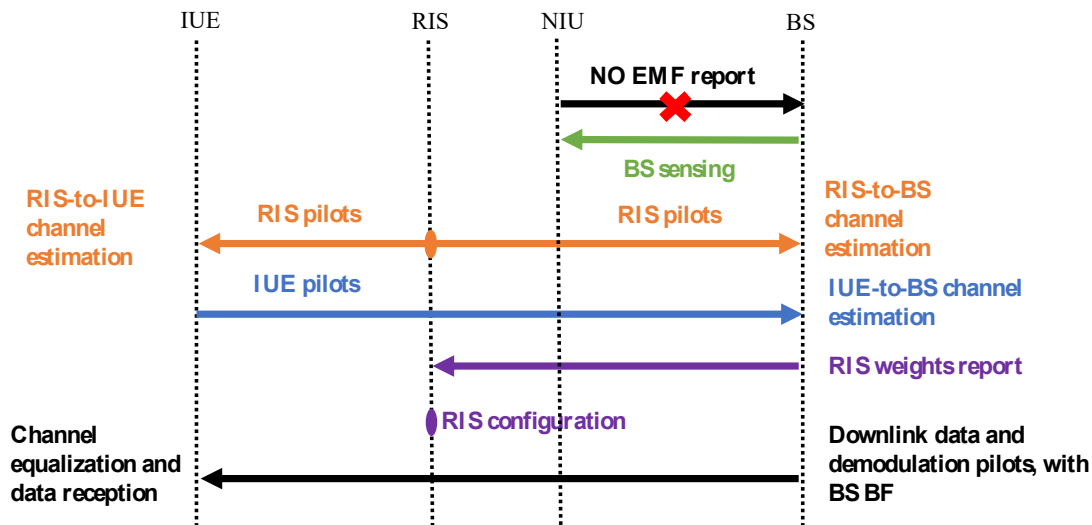 IUE
RIS
NIU
BS
NO EMF report
BS sensing
RIS-to-IUE
channel
estimation
RIS pilots
RIS pilots
RIS-to-BS
channel
estimation
IUE pilots
IUE-to-BS channel
estimation
RIS weights report
RIS configuration
Channel
equalization and
data reception
Downlink data and
demodulation pilots, with
BS BF